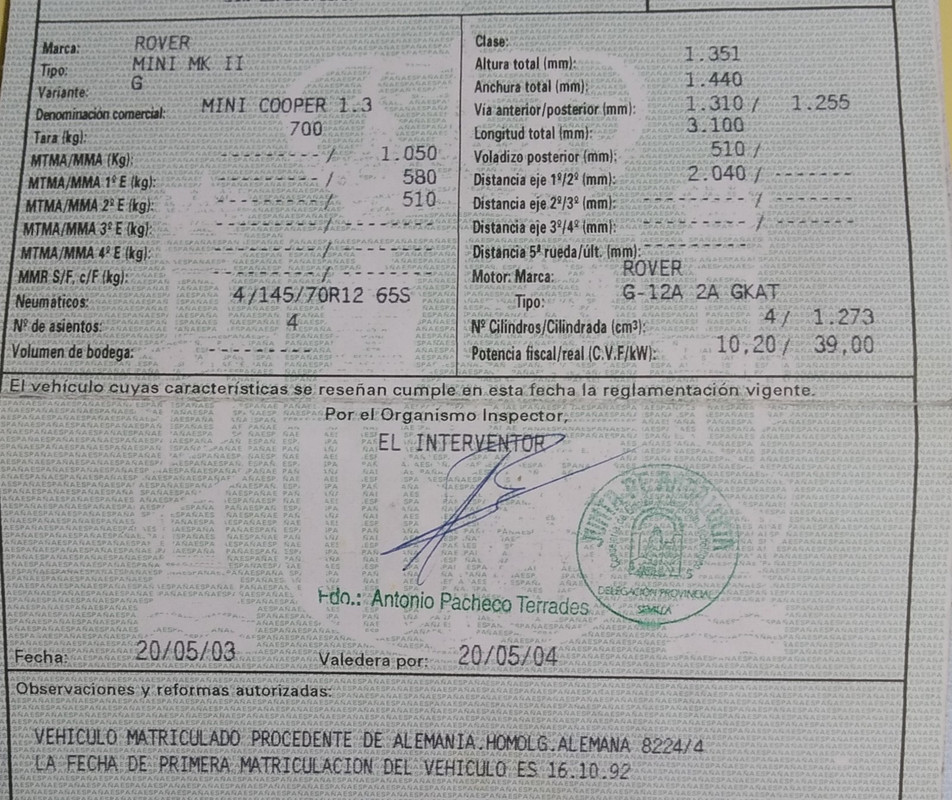 Marca: ROVER
Tipo: MINI MK II
Variante: G
Denominación comercial: MINI COOPER 1.3
Tara (kg): 700
MTMA/MMA (Kg): --------- / 1.050
MTMA/MMA 1º E (kg): --------- / 580
MTMA/MMA 2º E (kg): --------- / 510
MTMA/MMA 3º E (kg): --------- / --------
MTMA/MMA 4º E (kg): --------- / --------
MMR S/F, c/F (kg): --------- / --------
Neumáticos: 4/145/70R12 65S
Nº de asientos: 4
Volumen de bodega: ---------
Clase:
Altura total (mm): 1.351
Anchura total (mm): 1.440
Vía anterior/posterior (mm): 1.310 / 1.255
Longitud total (mm): 3.100
Voladizo posterior (mm): 510 /
Distancia eje 1º/2º (mm): 2.040 / -------
Distancia eje 2º/3º (mm): --------- / -------
Distancia eje 3º/4º (mm): --------- / -------
Distancia 5ª rueda/últ. (mm): ---------
Motor: Marca: ROVER
Tipo: G-12A 2A GKAT
Nº Cilindros/Cilindrada (cm³): 4/ 1.273
Potencia fiscal/real (C.V.F/kW): 10,20 / 39,00
El vehículo cuyas características se reseñan cumple en esta fecha la reglamentación vigente.
Por el Organismo Inspector,
EL INTERVENTOR
JUNTA DE ANDALUCIA
DELEGACIÓN PROVINCIAL
SEVILLA
Fdo.: Antonio Pacheco Terrades
Fecha: 20/05/03 Valedera por: 20/05/04
Observaciones y reformas autorizadas:
VEHICULO MATRICULADO PROCEDENTE DE ALEMANIA.HOMOLG.ALEMANA 8224/4
LA FECHA DE PRIMERA MATRICULACION DEL VEHICULO ES 16.10.92